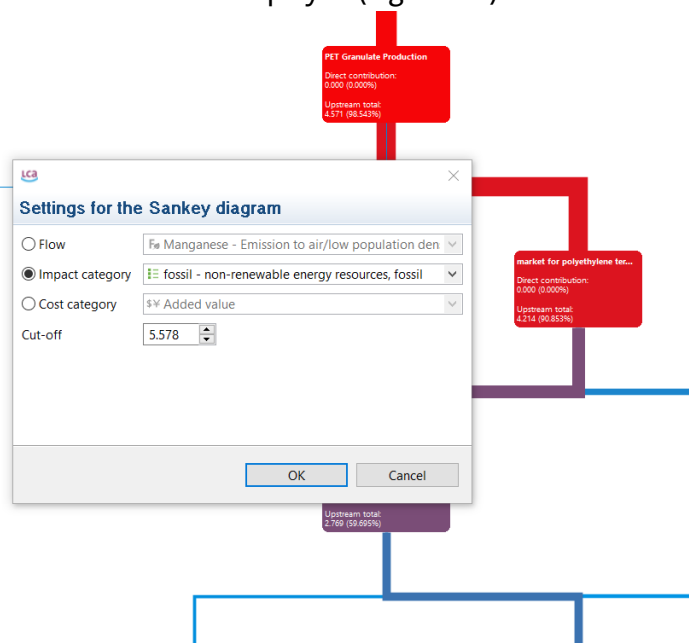 PET Granulate Production
Direct contribution:
0.000 (0.000%)
Upstream total:
4.571 (98.543%)
LCA
Settings for the Sankey diagram
Flow
Fe Manganese - Emission to air/low population den
Impact category
fossil - non-renewable energy resources, fossil
Cost category
$¥ Added value
Cut-off
5.578
OK
Cancel
market for polyethylene ter...
Direct contribution:
0.000 (0.000%)
Upstream total:
4.214 (90.853%)
Upstream total:
2.769 (59.695%)